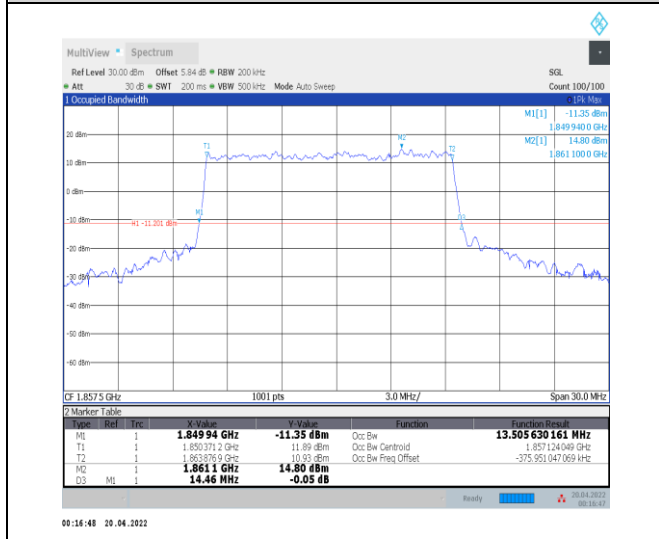 MultiView Spectrum
Ref Level 30.00 dBm Offset 5.84 dB RBW 200 kHz SGL
Att 30 dB SWT 200 ms VBW 500 kHz Mode Auto Sweep Count 100/100
1 Occupied Bandwidth 1Pk Max
M1[1] -11.35 dBm
1.849 940 0 GHz
M2[1] 14.80 dBm
1.861 100 0 GHz
20 dBm
T1 M2 T2
10 dBm
0 dBm
M1 D3
-10 dBm
H1 -11.201 dBm
-20 dBm
-30 dBm
-40 dBm
-50 dBm
-60 dBm
CF 1.8575 GHz 1001 pts 3.0 MHz/ Span 30.0 MHz
2 Marker Table
Type Ref Trc X-Value Y-Value Function Function Result
M1 1 1.849 94 GHz -11.35 dBm Occ Bw 13.505 630 161 MHz
T1 1 1.850 371 2 GHz 11.89 dBm Occ Bw Centroid 1.857 124 049 GHz
T2 1 1.863 876 9 GHz 10.93 dBm Occ Bw Freq Offset -375.951 047 069 kHz
M2 1 1.861 1 GHz 14.80 dBm
D3 M1 1 14.46 MHz -0.05 dB
Ready 20.04.2022
00:16:47
00:16:48 20.04.2022